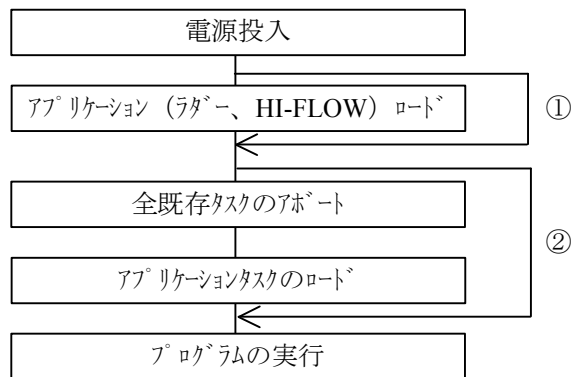 電源投入
ｱﾌﾟﾘｹｰｼｮﾝ（ﾗﾀﾞｰ、HI-FLOW）ﾛｰﾄﾞ
①
全既存ﾀｽｸのｱﾎﾞｰﾄ
②
ｱﾌﾟﾘｹｰｼｮﾝﾀｽｸのﾛｰﾄﾞ
ﾌﾟﾛｸﾞﾗﾑの実行